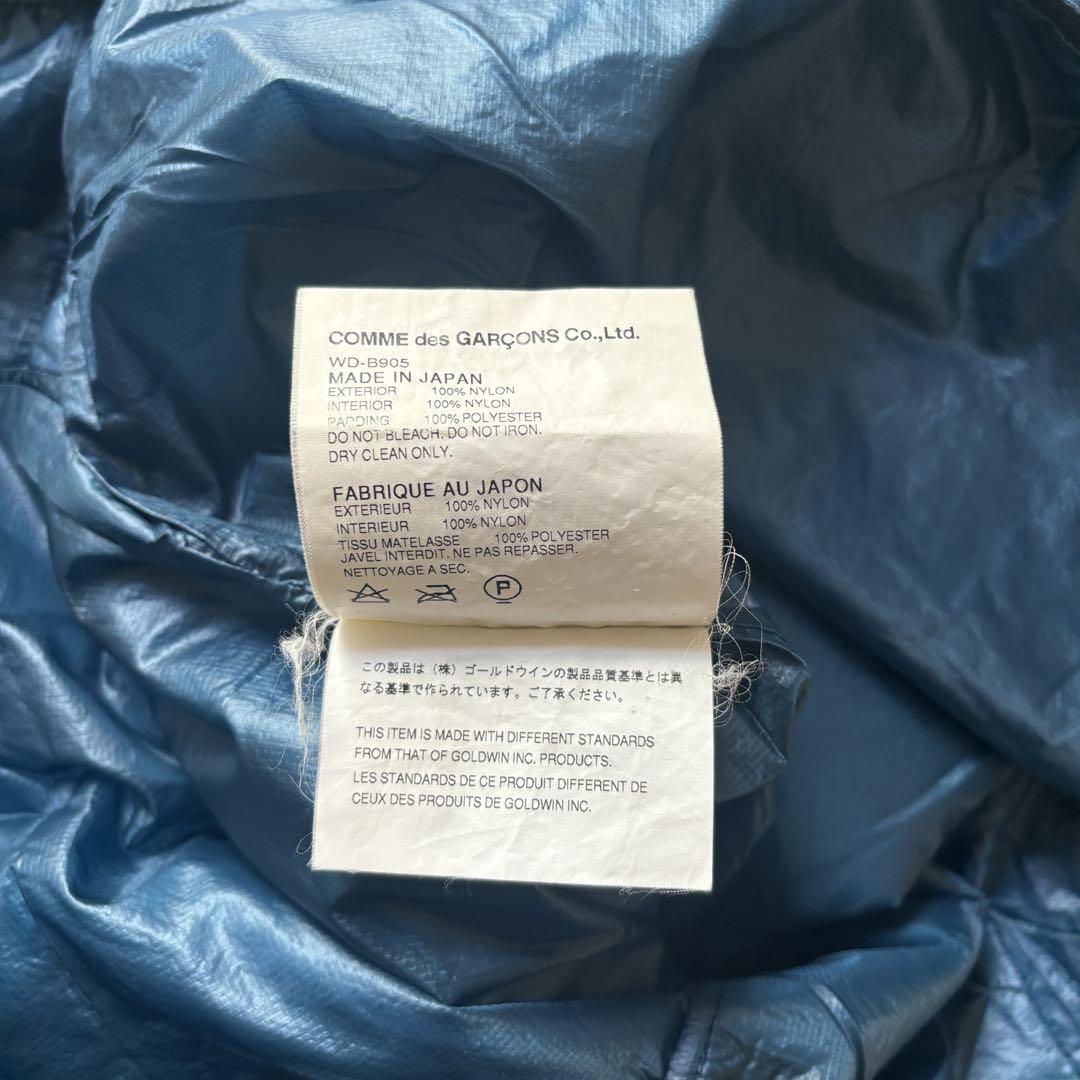 COMME des GARÇONS Co.,Ltd.
WD-B905
MADE IN JAPAN
EXTERIOR 100% NYLON
INTERIOR 100% NYLON
PADDING 100% POLYESTER
DO NOT BLEACH. DO NOT IRON.
DRY CLEAN ONLY.
FABRIQUE AU JAPON
EXTERIEUR 100% NYLON
INTERIEUR 100% NYLON
TISSU MATELASSE 100% POLYESTER
JAVEL INTERDIT. NE PAS REPASSER.
NETTOYAGE A SEC.
P
この製品は（株）ゴールドウインの製品品質基準とは異
なる基準で作られています。ご了承ください。
THIS ITEM IS MADE WITH DIFFERENT STANDARDS
FROM THAT OF GOLDWIN INC. PRODUCTS.
LES STANDARDS DE CE PRODUIT DIFFERENT DE
CEUX DES PRODUITS DE GOLDWIN INC.